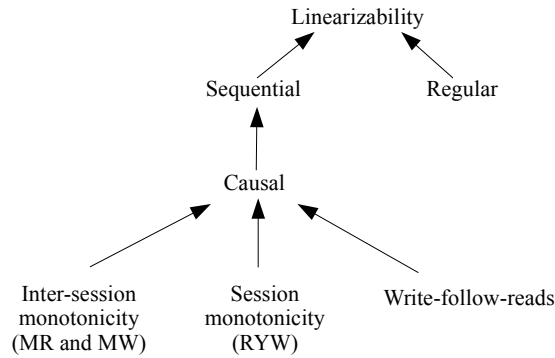 Linearizability
Sequential
Regular
Causal
Inter-session
monotonicity
(MR and MW)
Session
monotonicity
(RYW)
Write-follow-reads